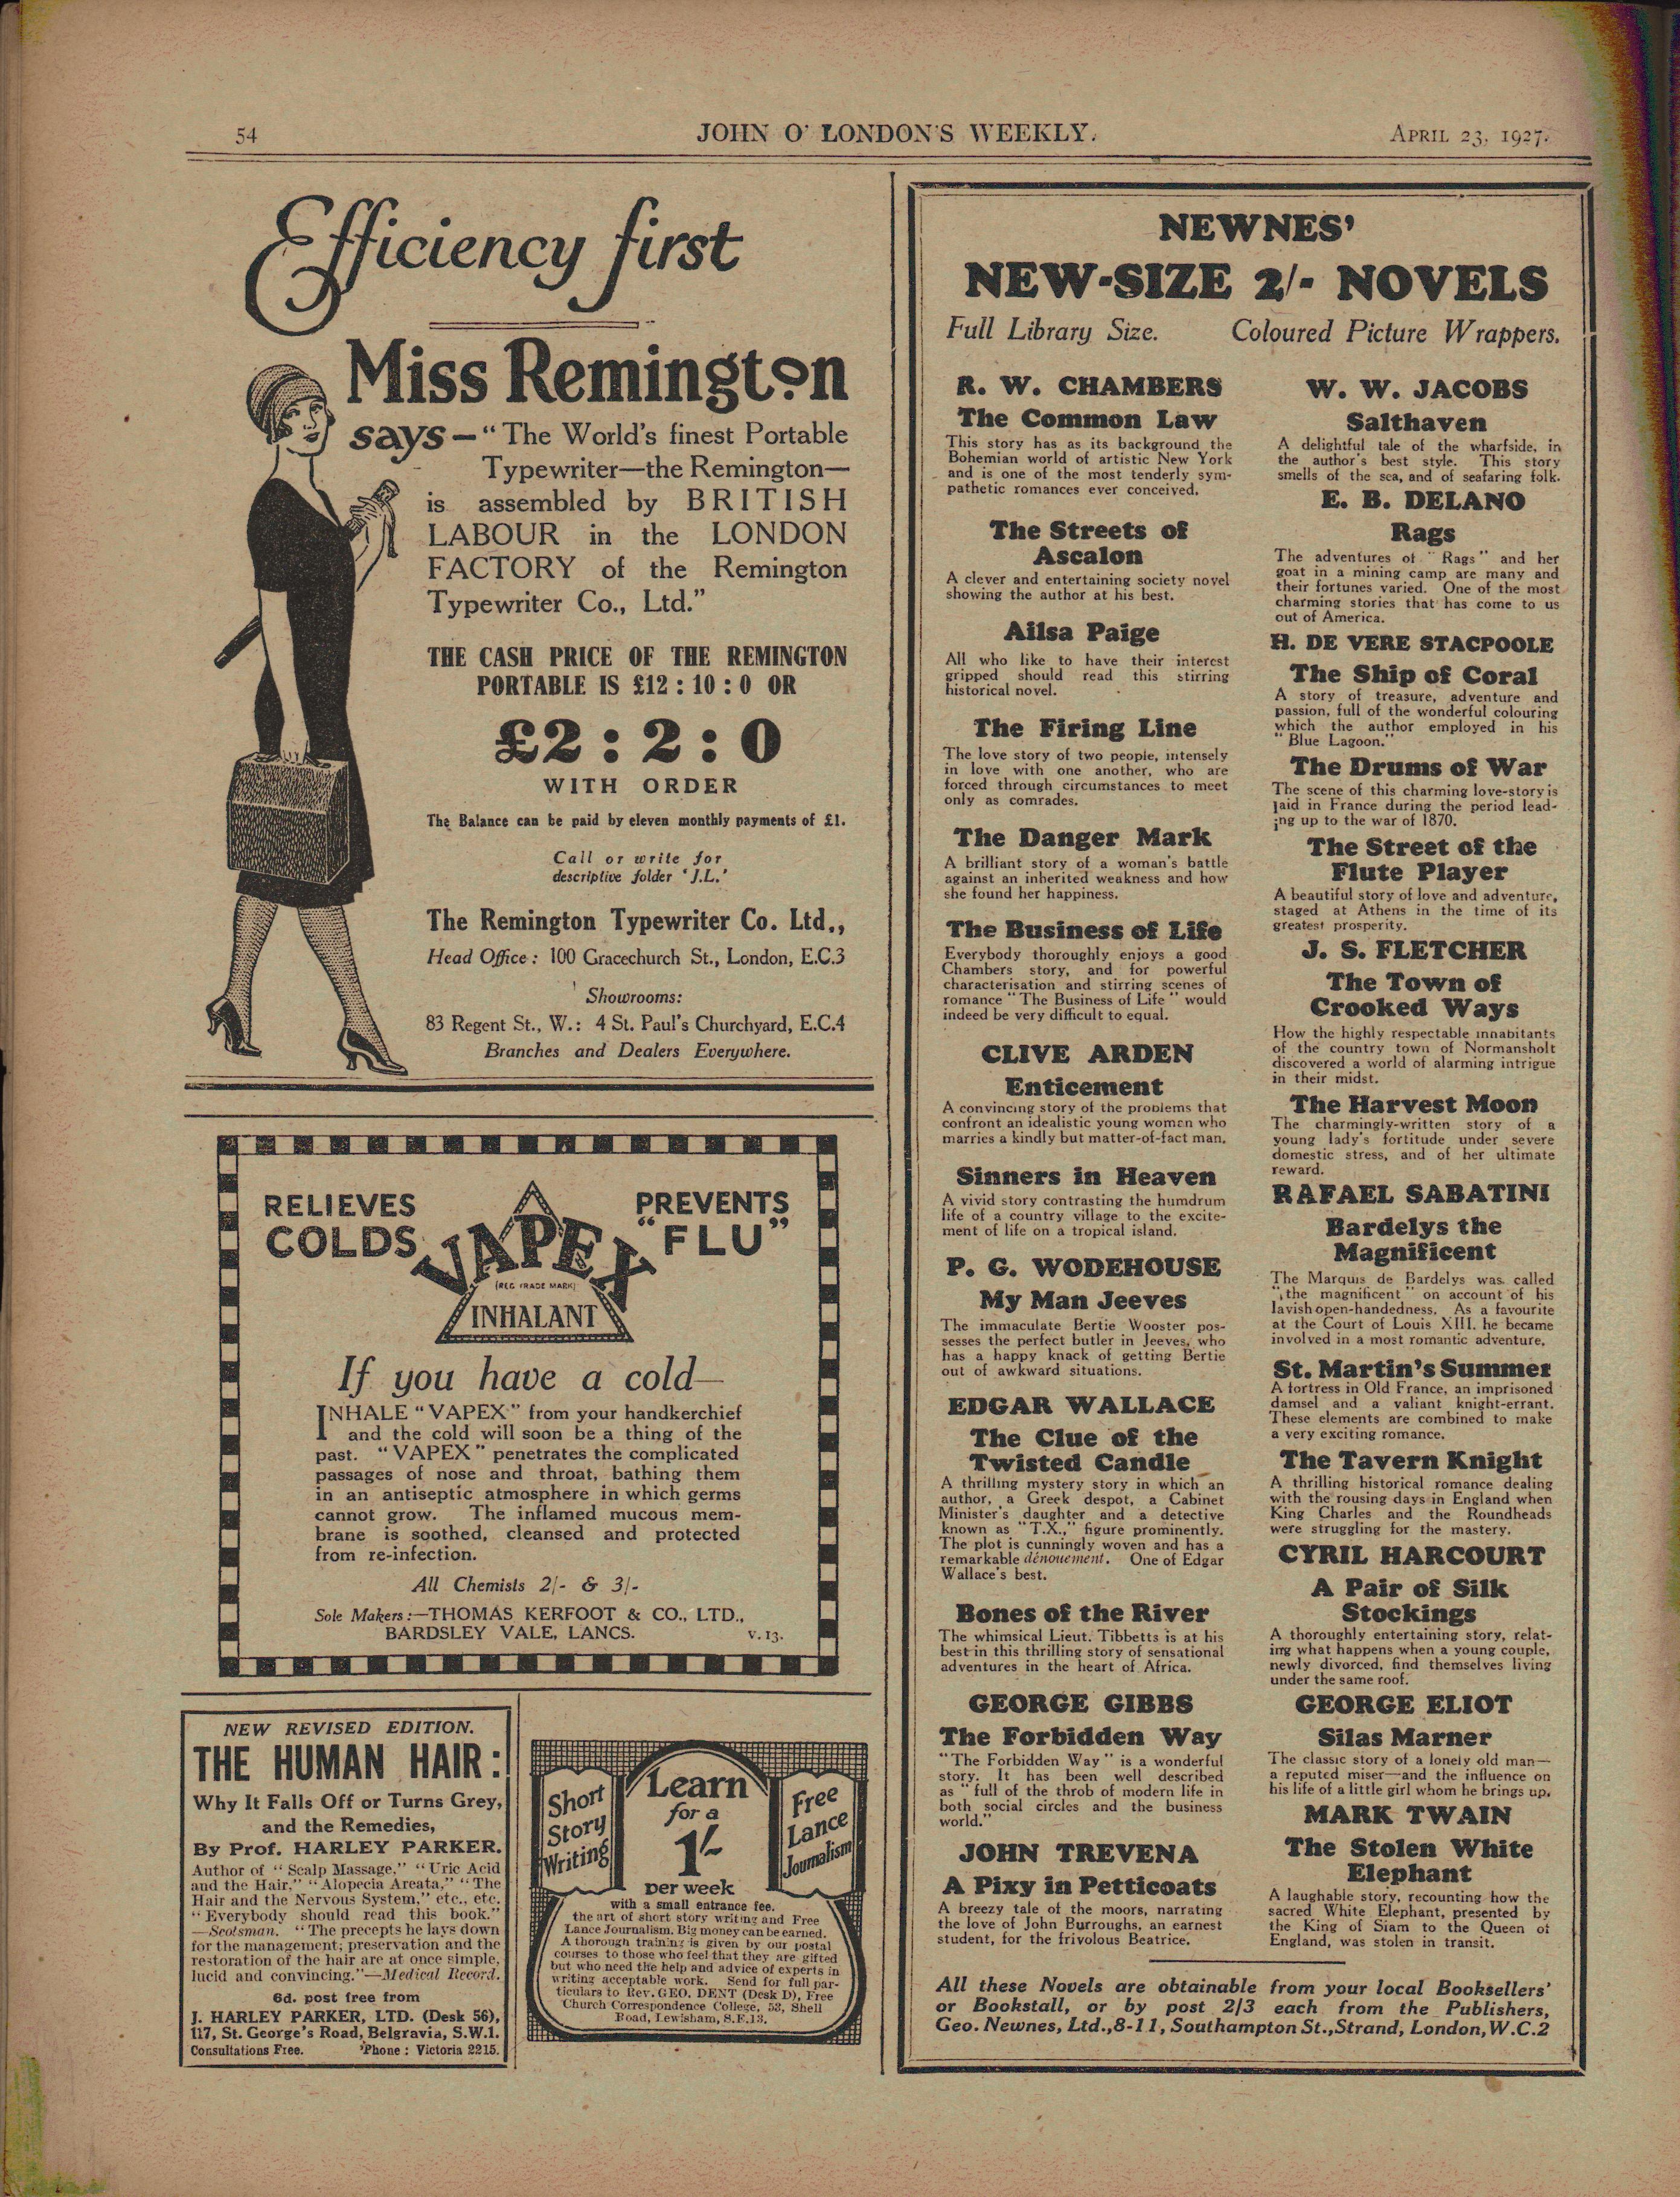 54
JOHN O' LONDON'S WEEKLY.
APRIL 23, 1927.
Efficiency first
Miss Remington
says—"The World's finest Portable
Typewriter—the Remington—
is assembled by BRITISH
LABOUR in the LONDON
FACTORY of the Remington
Typewriter Co., Ltd."
THE CASH PRICE OF THE REMINGTON
PORTABLE IS £12 : 10 : 0 OR
£2 : 2 : 0
WITH ORDER
The Balance can be paid by eleven monthly payments of £1.
Call or write for
descriptive folder 'J.L.'
The Remington Typewriter Co. Ltd.,
Head Office: 100 Gracechurch St., London, E.C.3
Showrooms:
83 Regent St., W.: 4 St. Paul's Churchyard, E.C.4
Branches and Dealers Everywhere.
RELIEVES
COLDS
PREVENTS
"FLU"
VAPEX
(REG TRADE MARK)
INHALANT
If you have a cold—
INHALE "VAPEX" from your handkerchief
and the cold will soon be a thing of the
past. "VAPEX" penetrates the complicated
passages of nose and throat, bathing them
in an antiseptic atmosphere in which germs
cannot grow. The inflamed mucous mem-
brane is soothed, cleansed and protected
from re-infection.
All Chemists 2/- & 3/-
Sole Makers:—THOMAS KERFOOT & CO., LTD.,
BARDSLEY VALE, LANCS.
V. 13.
NEW REVISED EDITION.
THE HUMAN HAIR:
Why It Falls Off or Turns Grey,
and the Remedies,
By Prof. HARLEY PARKER.
Author of "Scalp Massage," "Uric Acid
and the Hair," "Alopecia Areata," "The
Hair and the Nervous System," etc., etc.
"Everybody should read this book."
—Scotsman. "The precepts he lays down
for the management; preservation and the
restoration of the hair are at once simple,
lucid and convincing."—Medical Record.
6d. post free from
J. HARLEY PARKER, LTD. (Desk 56),
117, St. George's Road, Belgravia, S.W.1.
Consultations Free. 'Phone: Victoria 2215.
Short
Story
Writing
Learn
for a
1/-
per week
Free
Lance
Journalism
with a small entrance fee.
the art of short story writing and Free
Lance Journalism. Big money can be earned.
A thorough training is given by our postal
courses to those who feel that they are gifted
but who need the help and advice of experts in
writing acceptable work. Send for full par-
ticulars to Rev. GEO. DENT (Desk D), Free
Church Correspondence College, 53, Shell
Road, Lewisham, S.E.13.
NEWNES'
NEW-SIZE 2/- NOVELS
Full Library Size. Coloured Picture Wrappers.
R. W. CHAMBERS
The Common Law
This story has as its background the
Bohemian world of artistic New York
and is one of the most tenderly sym-
pathetic romances ever conceived.
The Streets of
Ascalon
A clever and entertaining society novel
showing the author at his best.
Ailsa Paige
All who like to have their interest
gripped should read this stirring
historical novel.
The Firing Line
The love story of two people, intensely
in love with one another, who are
forced through circumstances to meet
only as comrades.
The Danger Mark
A brilliant story of a woman's battle
against an inherited weakness and how
she found her happiness.
The Business of Life
Everybody thoroughly enjoys a good
Chambers story, and for powerful
characterisation and stirring scenes of
romance "The Business of Life" would
indeed be very difficult to equal.
CLIVE ARDEN
Enticement
A convincing story of the problems that
confront an idealistic young woman who
marries a kindly but matter-of-fact man.
Sinners in Heaven
A vivid story contrasting the humdrum
life of a country village to the excite-
ment of life on a tropical island.
P. G. WODEHOUSE
My Man Jeeves
The immaculate Bertie Wooster pos-
sesses the perfect butler in Jeeves, who
has a happy knack of getting Bertie
out of awkward situations.
EDGAR WALLACE
The Clue of the
Twisted Candle
A thrilling mystery story in which an
author, a Greek despot, a Cabinet
Minister's daughter and a detective
known as "T.X.," figure prominently.
The plot is cunningly woven and has a
remarkable dénouement. One of Edgar
Wallace's best.
Bones of the River
The whimsical Lieut. Tibbetts is at his
best in this thrilling story of sensational
adventures in the heart of Africa.
GEORGE GIBBS
The Forbidden Way
"The Forbidden Way" is a wonderful
story. It has been well described
as "full of the throb of modern life in
both social circles and the business
world."
JOHN TREVENA
A Pixy in Petticoats
A breezy tale of the moors, narrating
the love of John Burroughs, an earnest
student, for the frivolous Beatrice.
W. W. JACOBS
Salthaven
A delightful tale of the wharfside, in
the author's best style. This story
smells of the sea, and of seafaring folk.
E. B. DELANO
Rags
The adventures of "Rags" and her
goat in a mining camp are many and
their fortunes varied. One of the most
charming stories that has come to us
out of America.
H. DE VERE STACPOOLE
The Ship of Coral
A story of treasure, adventure and
passion, full of the wonderful colouring
which the author employed in his
"Blue Lagoon."
The Drums of War
The scene of this charming love-story is
laid in France during the period lead-
ing up to the war of 1870.
The Street of the
Flute Player
A beautiful story of love and adventure,
staged at Athens in the time of its
greatest prosperity.
J. S. FLETCHER
The Town of
Crooked Ways
How the highly respectable inhabitants
of the country town of Normansholt
discovered a world of alarming intrigue
in their midst.
The Harvest Moon
The charmingly-written story of a
young lady's fortitude under severe
domestic stress, and of her ultimate
reward.
RAFAEL SABATINI
Bardelys the
Magnificent
The Marquis de Bardelys was called
"the magnificent" on account of his
lavish open-handedness. As a favourite
at the Court of Louis XIII. he became
involved in a most romantic adventure.
St. Martin's Summer
A fortress in Old France, an imprisoned
damsel and a valiant knight-errant.
These elements are combined to make
a very exciting romance.
The Tavern Knight
A thrilling historical romance dealing
with the rousing days in England when
King Charles and the Roundheads
were struggling for the mastery.
CYRIL HARCOURT
A Pair of Silk
Stockings
A thoroughly entertaining story, relat-
ing what happens when a young couple,
newly divorced, find themselves living
under the same roof.
GEORGE ELIOT
Silas Marner
The classic story of a lonely old man—
a reputed miser—and the influence on
his life of a little girl whom he brings up.
MARK TWAIN
The Stolen White
Elephant
A laughable story, recounting how the
sacred White Elephant, presented by
the King of Siam to the Queen of
England, was stolen in transit.
All these Novels are obtainable from your local Booksellers'
or Bookstall, or by post 2/3 each from the Publishers,
Geo. Newnes, Ltd., 8-11, Southampton St., Strand, London, W.C.2